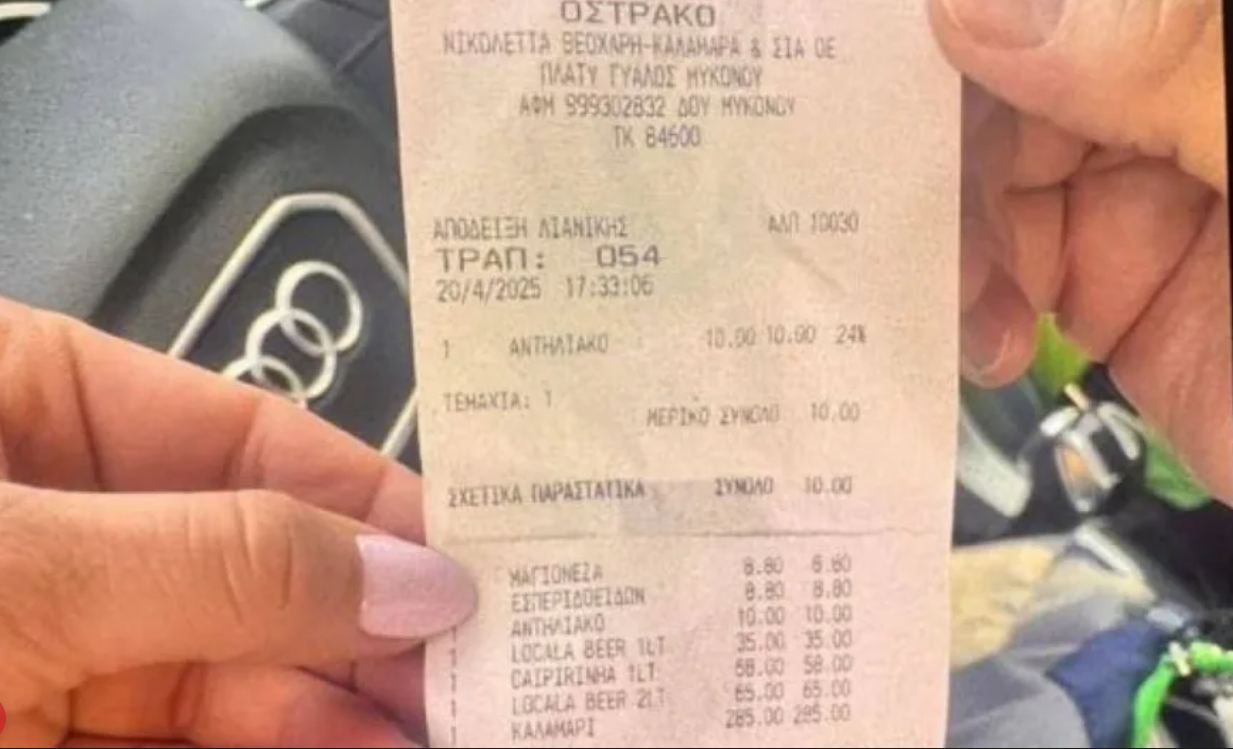 ΟΣΤΡΑΚΟ
ΝΙΚΟΛΕΤΤΑ ΘΕΟΧΑΡΗ-ΚΑΛΑΜΑΡΑ & ΣΙΑ ΟΕ
ΠΛΑΤΥ ΓΥΑΛΟΣ ΜΥΚΟΝΟΥ
ΑΦΜ 999302832 ΔΟΥ ΜΥΚΟΝΟΥ
ΤΚ 84600
ΑΠΟΔΕΙΞΗ ΛΙΑΝΙΚΗΣ ΑΛΠ 10030
ΤΡΑΠ: 054
20/4/2025 17:33:06
1 ΑΝΤΗΛΙΑΚΟ 10.00 10.00 24%
ΤΕΜΑΧΙΑ: 1
ΜΕΡΙΚΟ ΣΥΝΟΛΟ 10.00
ΣΧΕΤΙΚΑ ΠΑΡΑΣΤΑΤΙΚΑ ΣΥΝΟΛΟ 10.00
ΜΑΓΙΟΝΕΖΑ 8.80 8.80
ΕΣΠΕΡΙΔΟΕΙΔΩΝ 8.80 8.80
ΑΝΤΗΛΙΑΚΟ 10.00 10.00
1 LOCALA BEER 1LT 35.00 35.00
1 CAIPIRINHA 1LT 58.00 58.00
1 LOCALA BEER 2LT 65.00 65.00
1 ΚΑΛΑΜΑΡΙ 285.00 285.00